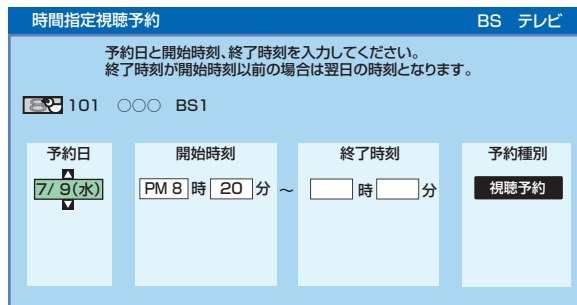 時間指定視聴予約 BS テレビ
予約日と開始時刻、終了時刻を入力してください。
終了時刻が開始時刻以前の場合は翌日の時刻となります。
101 ○○○ BS1
予約日 開始時刻 終了時刻 予約種別
7/ 9(水) PM 8 時 20 分 ～ 時 分 視聴予約